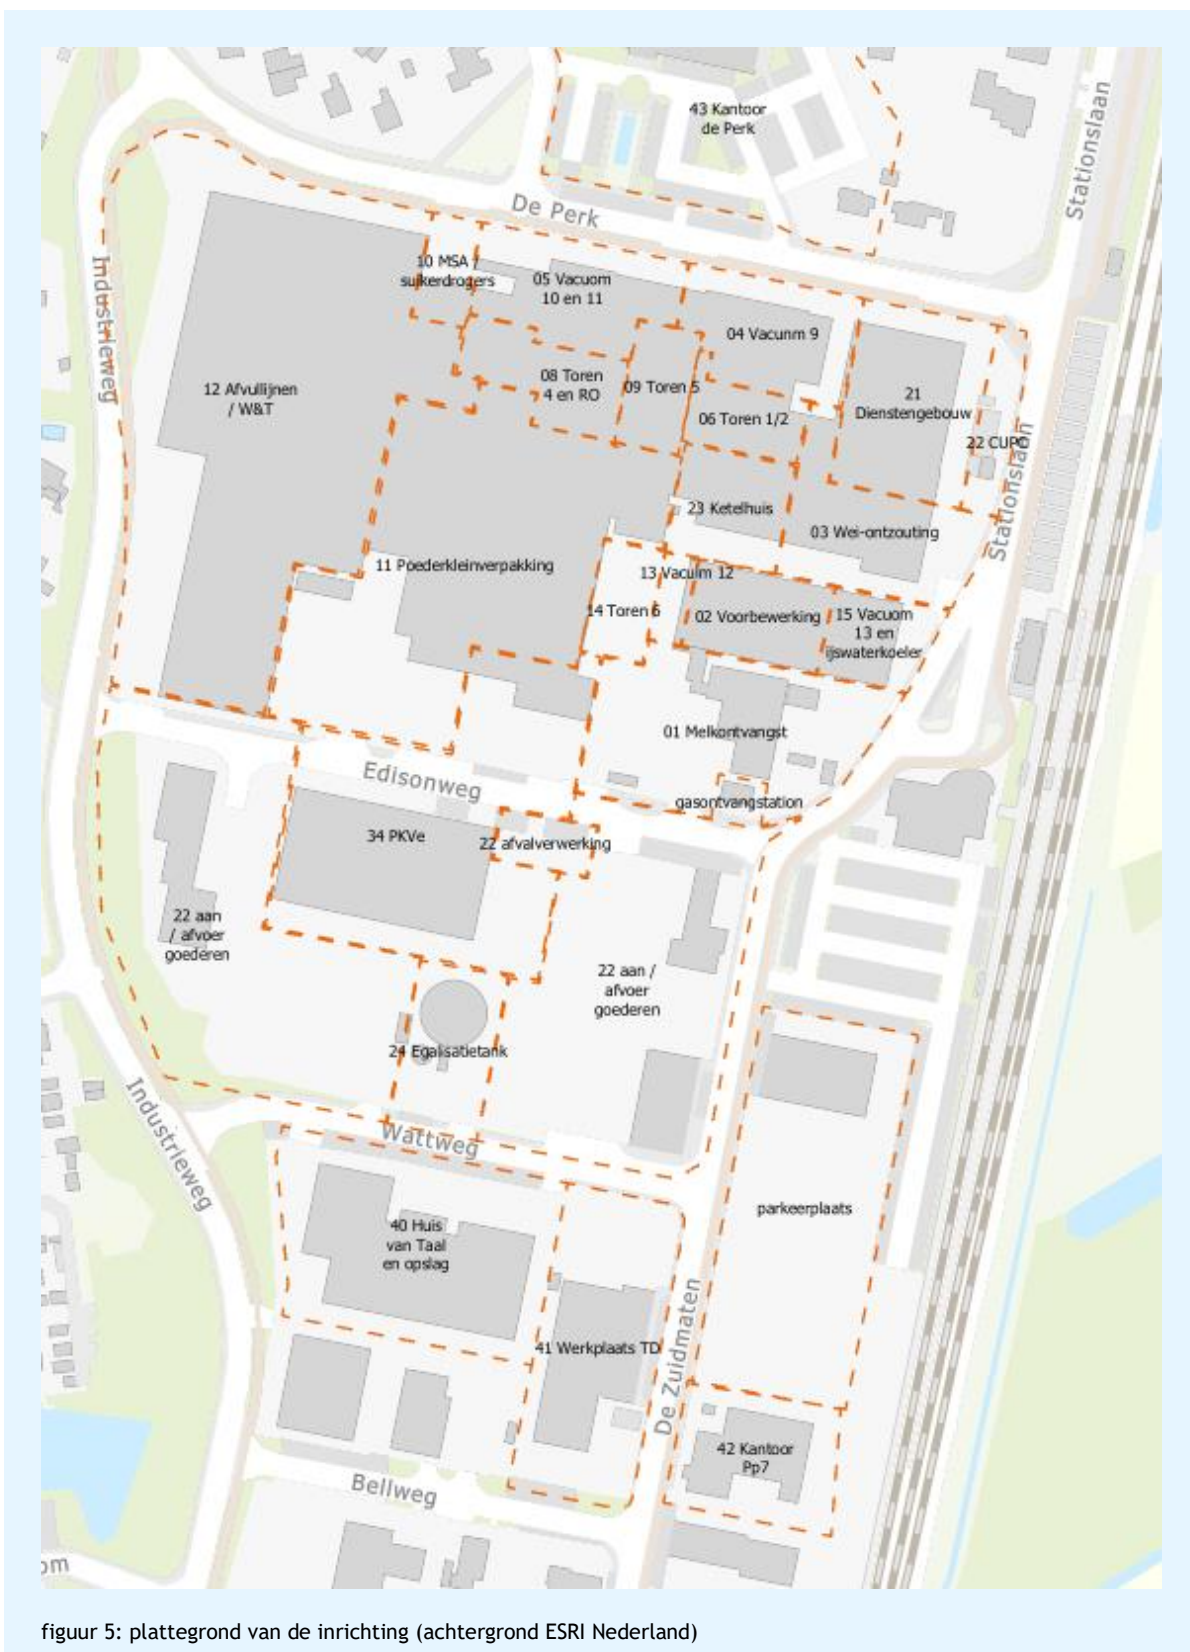 43 Kantoor
de Perk
Stationslaan
De Perk
Industrieweg
10 MSA /
suikerdrogers
05 Vacuom
10 en 11
04 Vacunm 9
12 Afvullijnen
/ W&T
08 Toren
4 en RO
09 Toren 5
06 Toren 1/2
21
Dienstengebouw
22 CUPO
Stationslaan
23 Ketelhuis
03 Wei-ontzouting
11 Poederkleinverpakking
13 Vacuum 12
14 Toren 6
02 Voorbewerking
15 Vacuom
13 en
ijswaterkoeler
01 Melkontvangst
Edisonweg
gasontvangstation
34 PKVe
22 afvalverwerking
22 aan
/ afvoer
goederen
22 aan /
afvoer
goederen
24 Egalisatietank
Industrieweg
Wattweg
parkeerplaats
40 Huis
van Taal
en opslag
41 Werkplaats TD
De Zuidmaten
42 Kantoor
Pp7
Bellweg
om
figuur 5: plattegrond van de inrichting (achtergrond ESRI Nederland)